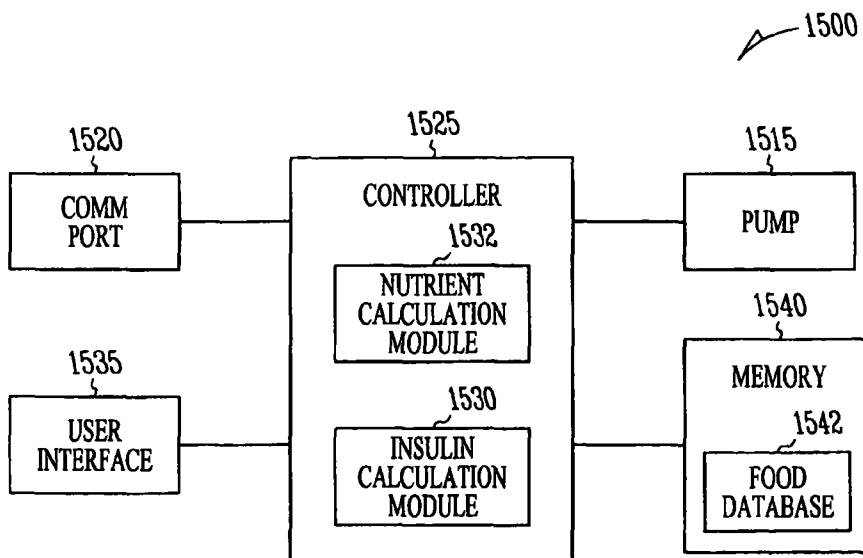 1500
1520
COMM
PORT
1525
CONTROLLER
1515
PUMP
1532
NUTRIENT
CALCULATION
MODULE
1535
USER
INTERFACE
1530
INSULIN
CALCULATION
MODULE
1540
MEMORY
1542
FOOD
DATABASE